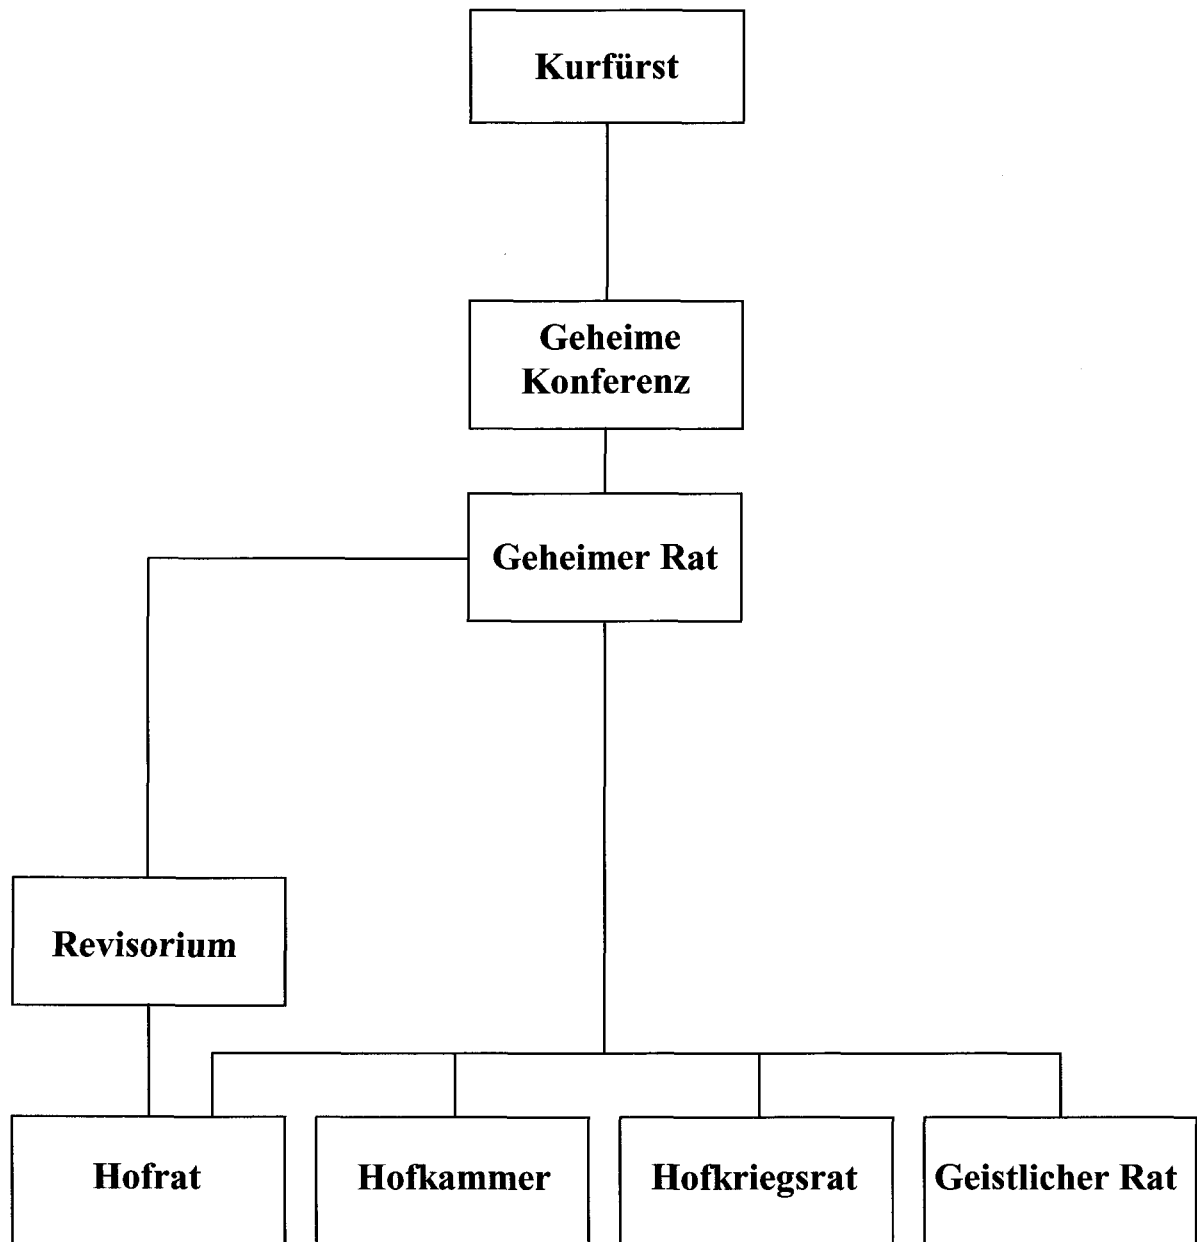 Kurfürst
Geheime
Konferenz
Geheimer Rat
Revisorium
Hofrat
Hofkammer
Hofkriegsrat
Geistlicher Rat